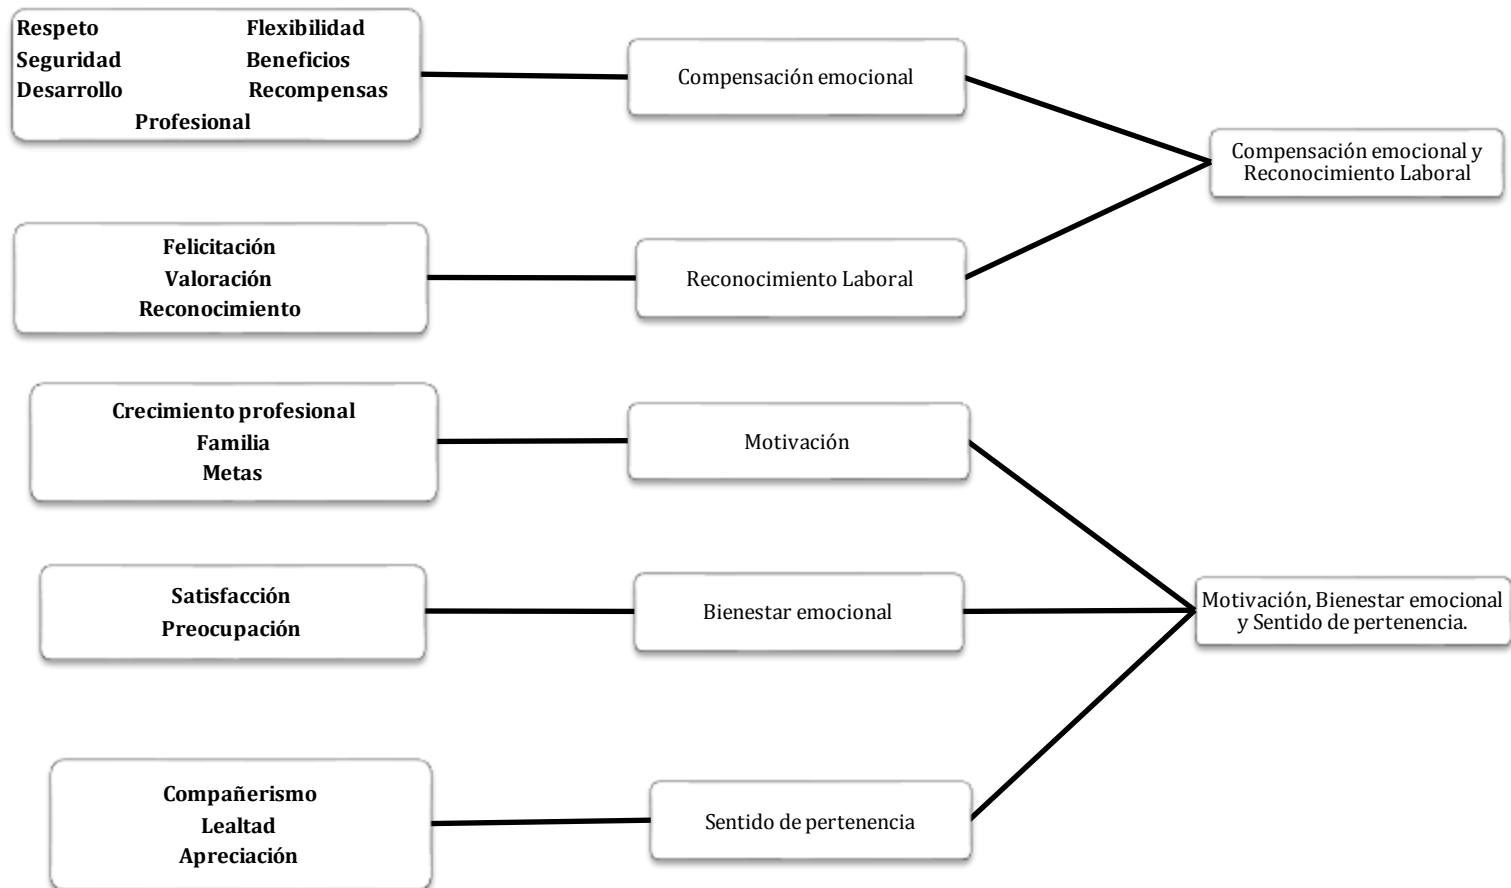 Respeto Flexibilidad
Seguridad Beneficios
Desarrollo Recompensas
Profesional
Compensación emocional
Compensación emocional y
Reconocimiento Laboral
Felicitación
Valoración
Reconocimiento
Reconocimiento Laboral
Crecimiento profesional
Familia
Metas
Motivación
Satisfacción
Preocupación
Bienestar emocional
Motivación, Bienestar emocional
y Sentido de pertenencia.
Compañerismo
Lealtad
Apreciación
Sentido de pertenencia